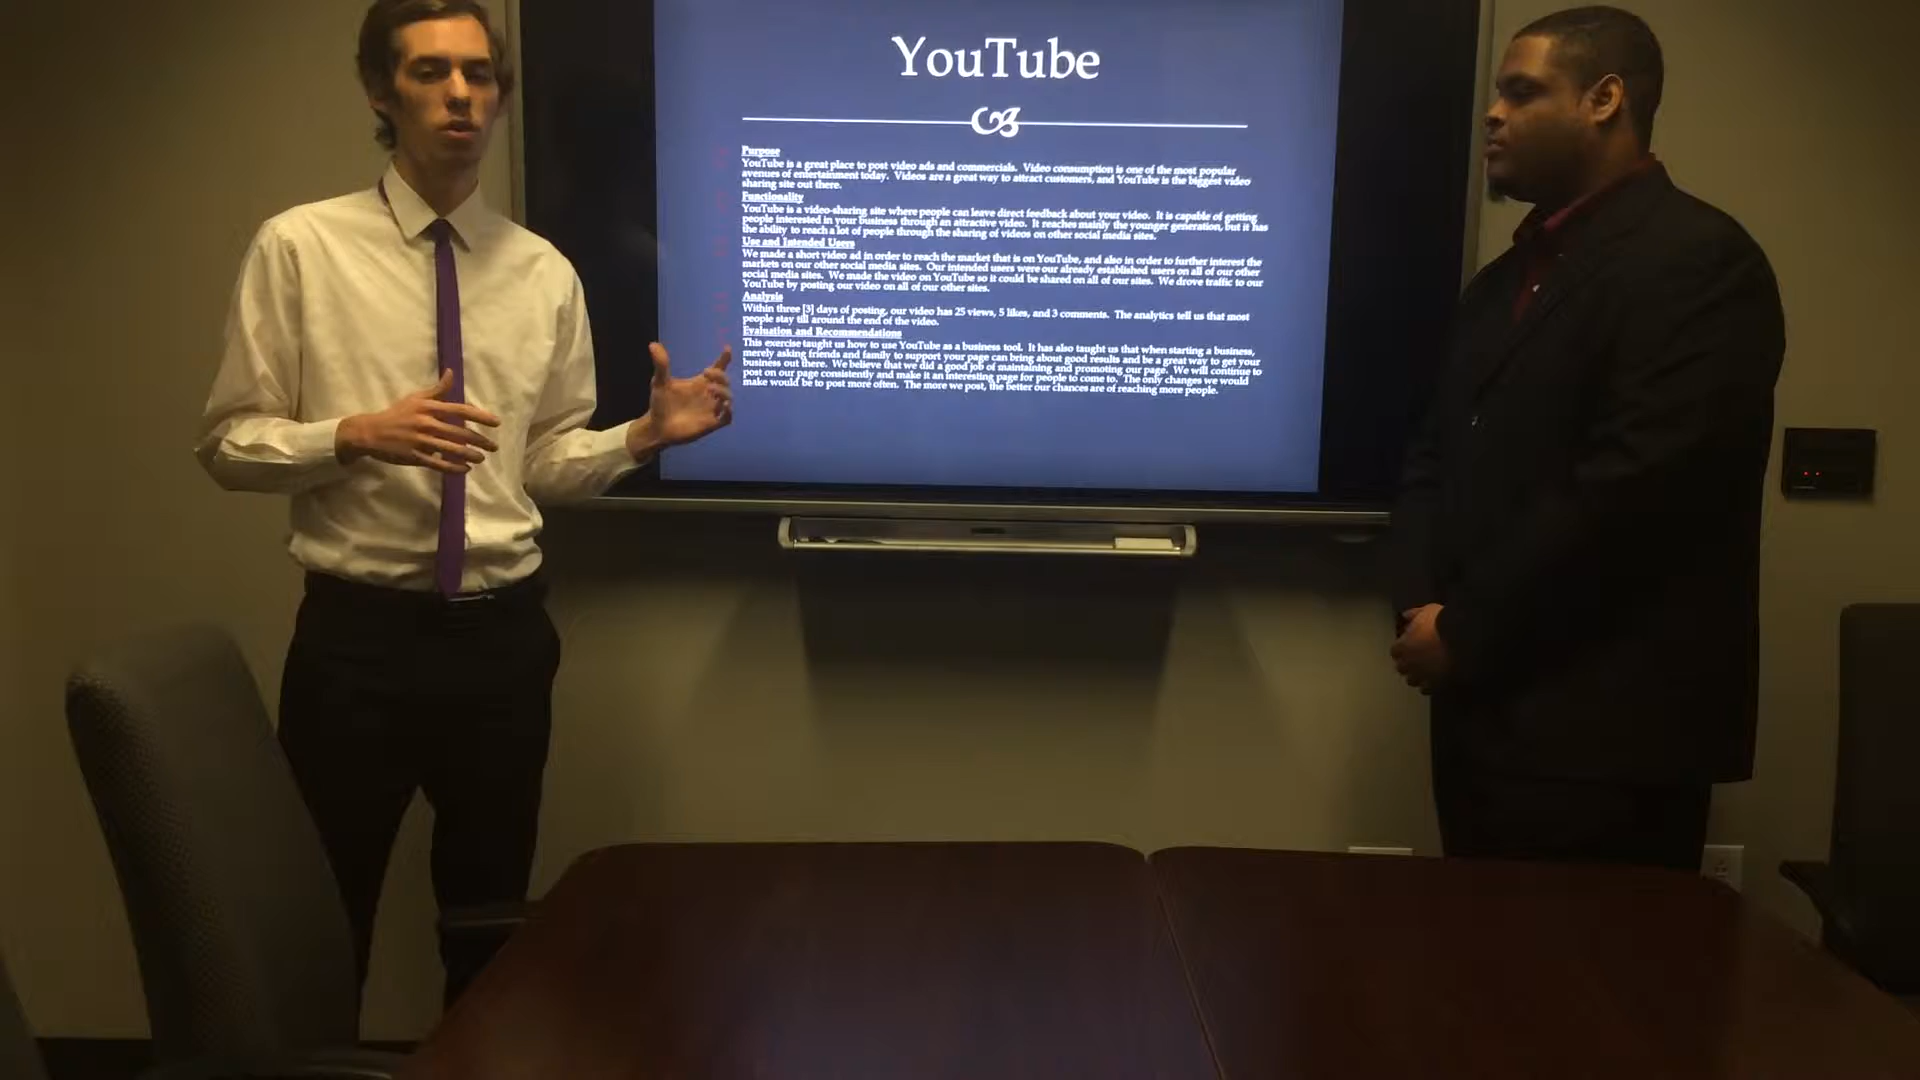 YouTube
Purpose
YouTube is a great place to post video ads and commercials. Video consumption is one of the most popular
avenues of entertainment today. Videos are a great way to attract customers, and YouTube is the biggest video
sharing site out there.
Functionality
YouTube is a video-sharing site where people can leave direct feedback about your video. It is capable of getting
people interested in your business through an attractive video. It reaches mainly the younger generation, but it has
the ability to reach a lot of people through the sharing of videos on other social media sites.
Use and Intended Users
We made a short video ad in order to reach the market that is on YouTube, and also in order to further interest the
markets on our other social media sites. Our intended users were our already established users on all of our other
social media sites. We made the video on YouTube so it could be shared on all of our sites. We drove traffic to our
YouTube by posting our video on all of our other sites.
Analysis
Within three [3] days of posting, our video has 25 views, 5 likes, and 3 comments. The analytics tell us that most
people stay till around the end of the video.
Evaluation and Recommendations
This exercise taught us how to use YouTube as a business tool. It has also taught us that when starting a business,
merely asking friends and family to support your page can bring about good results and be a great way to get your
business out there. We believe that we did a good job of maintaining and promoting our page. We will continue to
post on our page consistently and make it an interesting page for people to come to. The only changes we would
make would be to post more often. The more we post, the better our chances are of reaching more people.